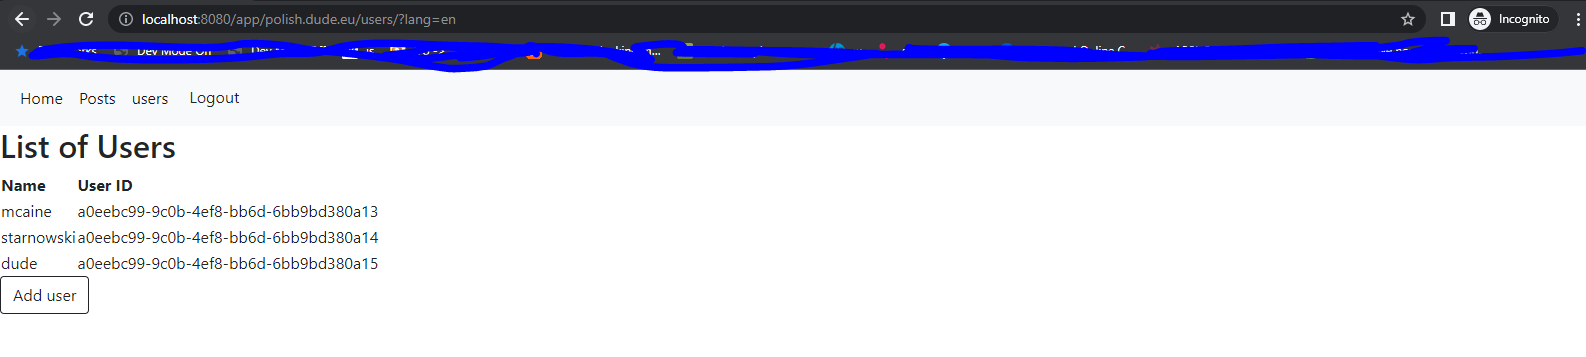 localhost:8080/app/polish.dude.eu/users/?lang=en
Incognito
Dev Mode On
Home Posts users Logout
List of Users
Name User ID
mcaine a0eebc99-9c0b-4ef8-bb6d-6bb9bd380a13
starnowski a0eebc99-9c0b-4ef8-bb6d-6bb9bd380a14
dude a0eebc99-9c0b-4ef8-bb6d-6bb9bd380a15
Add user